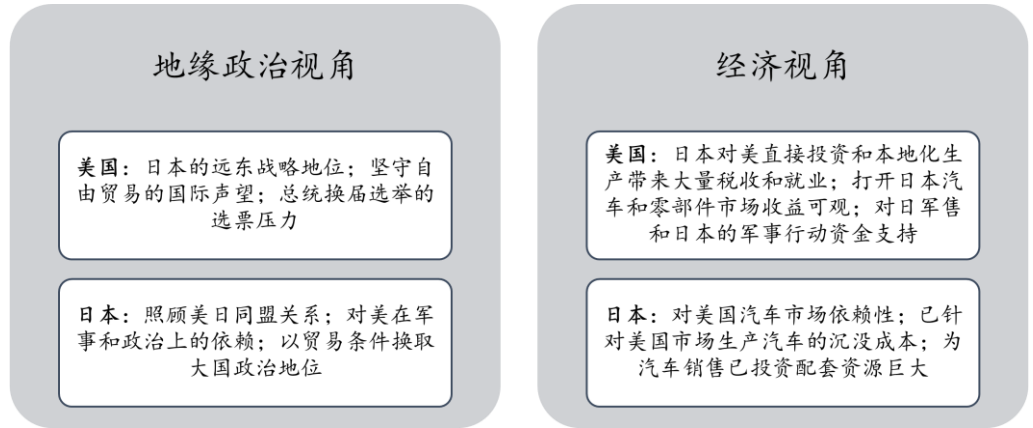 地缘政治视角
美国：日本的远东战略地位；坚守自
由贸易的国际声望；总统换届选举的
选票压力
日本：照顾美日同盟关系；对美在军
事和政治上的依赖；以贸易条件换取
大国政治地位
经济视角
美国：日本对美直接投资和本地化生
产带来大量税收和就业；打开日本汽
车和零部件市场收益可观；对日军售
和日本的军事行动资金支持
日本：对美国汽车市场依赖性；已针
对美国市场生产汽车的沉没成本；为
汽车销售已投资配套资源巨大